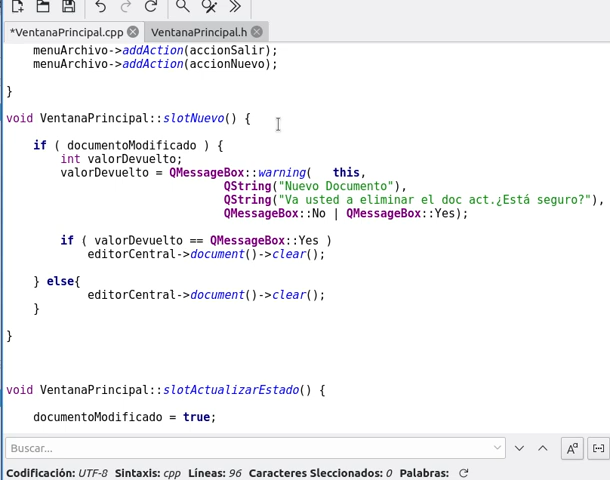 *VentanaPrincipal.cpp VentanaPrincipal.h
menuArchivo->addAction(accionSalir);
menuArchivo->addAction(accionNuevo);
}
void VentanaPrincipal::slotNuevo() {
if ( documentoModificado ) {
int valorDevuelto;
valorDevuelto = QMessageBox::warning( this,
QString("Nuevo Documento"),
QString("Va usted a eliminar el doc act.¿Está seguro?"),
QMessageBox::No | QMessageBox::Yes);
if ( valorDevuelto == QMessageBox::Yes )
editorCentral->document()->clear();
} else{
editorCentral->document()->clear();
}
}
void VentanaPrincipal::slotActualizarEstado() {
documentoModificado = true;
Buscar...
Codificación: UTF-8 Sintaxis: cpp Líneas: 96 Caracteres Sleccionados: 0 Palabras: